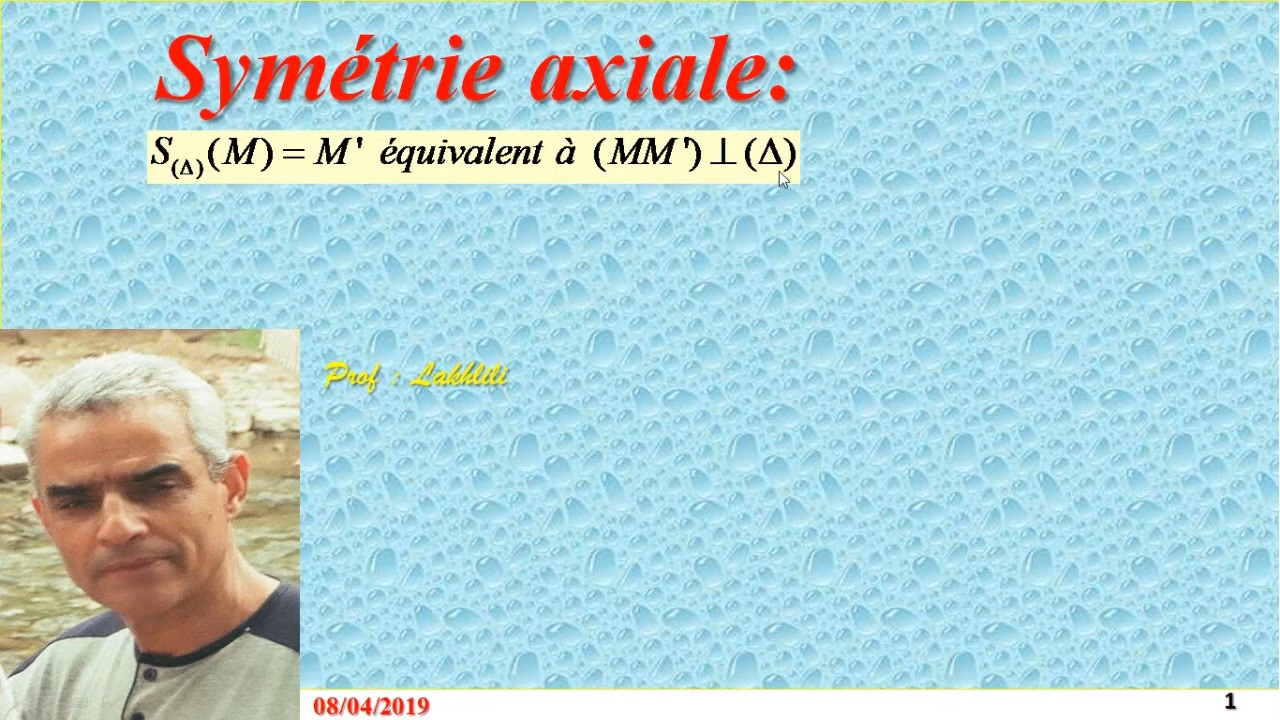 Symétrie axiale:
S(Δ)(M) = M' équivalent à (MM') ⊥ (Δ)
Prof : Lakhlili
08/04/2019
1